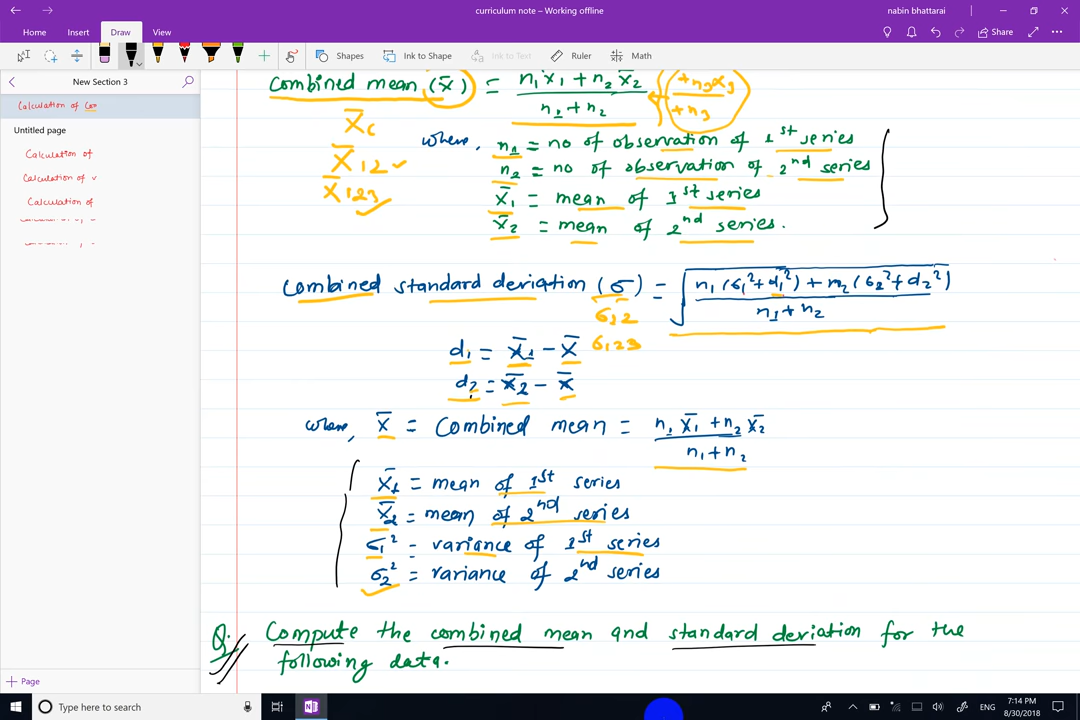 curriculum note – Working offline
nabin bhattarai
Home Insert Draw View
Share
Shapes Ink to Shape Ink to Text Ruler Math
New Section 3
Calculation of Com
Untitled page
Calculation of
Calculation of v
Calculation of
Combined mean (x̄) = n₁x̄₁ + n₂x̄₂ / n₁ + n₂ +n₃x̄₃ / +n₃
x̄c
x̄12
x̄123
where, n₁ = no of observation of 1st series
n₂ = no of observation of 2nd series
x̄₁ = mean of 1st series
x̄₂ = mean of 2nd series.
Combined standard deviation (σ) = √ n₁(σ₁²+d₁²) + n₂(σ₂²+d₂²) / n₁+n₂
σ12
σ123
d₁ = x̄₁ – x̄
d₂ = x̄₂ – x̄
where, x̄ = Combined mean = n₁x̄₁ + n₂x̄₂ / n₁+n₂
x̄₁ = mean of 1st series
x̄₂ = mean of 2nd series
σ₁² = variance of 1st series
σ₂² = variance of 2nd series
Q. Compute the combined mean and standard deviation for the
following data.
+ Page
Type here to search
ENG
7:14 PM
8/30/2018